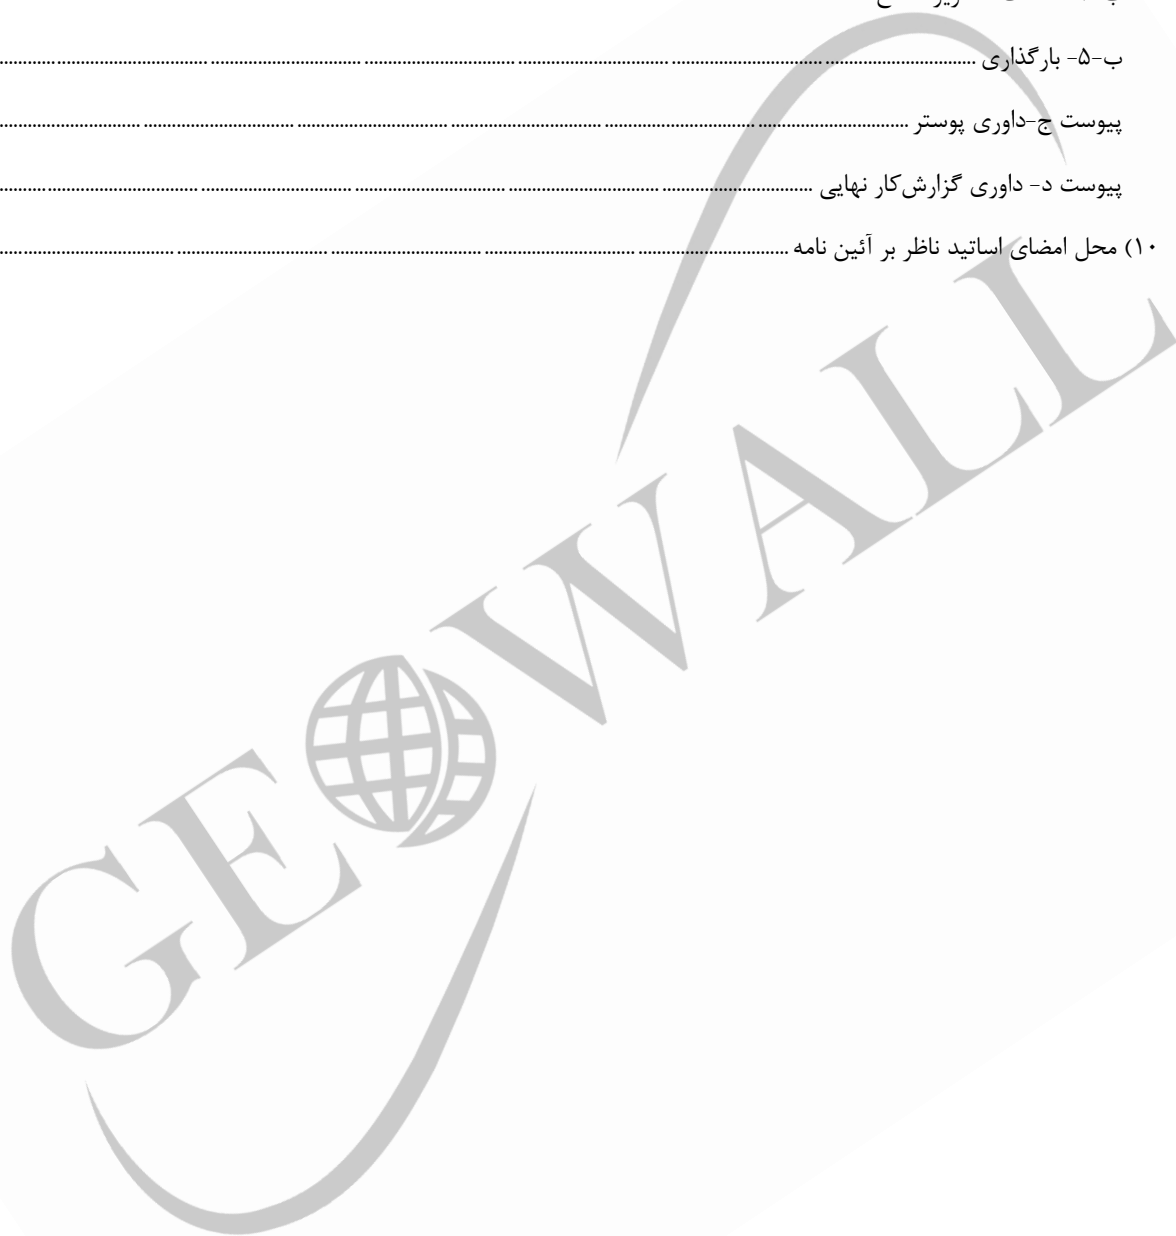 ب-۵- بارگذاری
پیوست ج-داوری پوستر
پیوست د- داوری گزارش‌کار نهایی
۱۰) محل امضای اساتید ناظر بر آئین نامه
GEOWALL